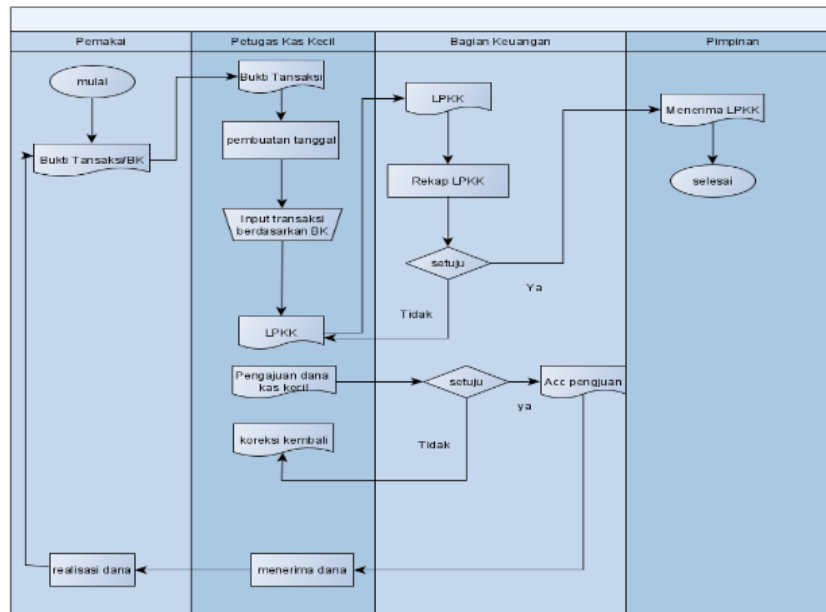 Pemakai
Petugas Kas Kecil
Bagian Keuangan
Pimpinan
mulai
Bukti Tansaksi/BK
realisasi dana
Bukti Tansaksi
pembuatan tanggal
Input transaksi
berdasarkan BK
LPKK
Pengajuan dana
kas kecil
koreksi kembali
menerima dana
LPKK
Rekap LPKK
setuju
Ya
Tidak
setuju
ya
Tidak
Acc pengjuan
Menerima LPKK
selesai